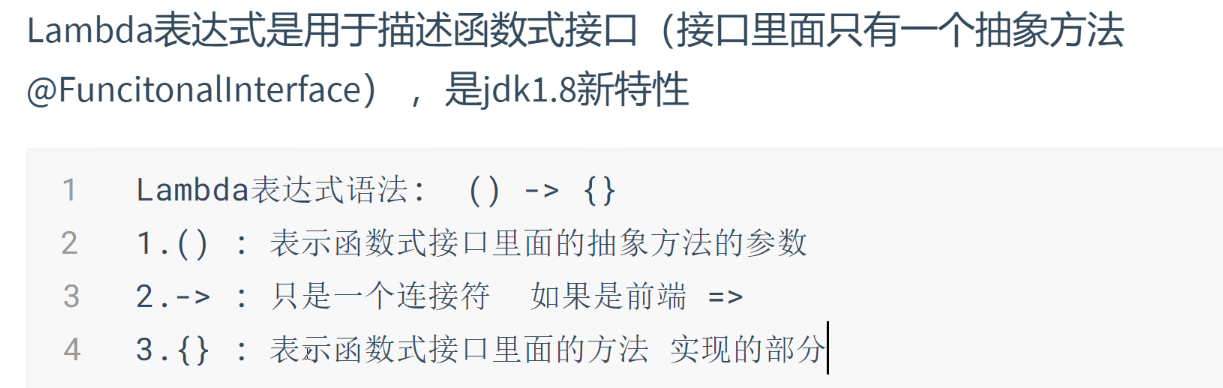 Lambda表达式是用于描述函数式接口（接口里面只有一个抽象方法
@FuncitonalInterface），是jdk1.8新特性
1 Lambda表达式语法： () -> {}
2 1.() : 表示函数式接口里面的抽象方法的参数
3 2.-> : 只是一个连接符 如果是前端 =>
4 3.{} : 表示函数式接口里面的方法 实现的部分